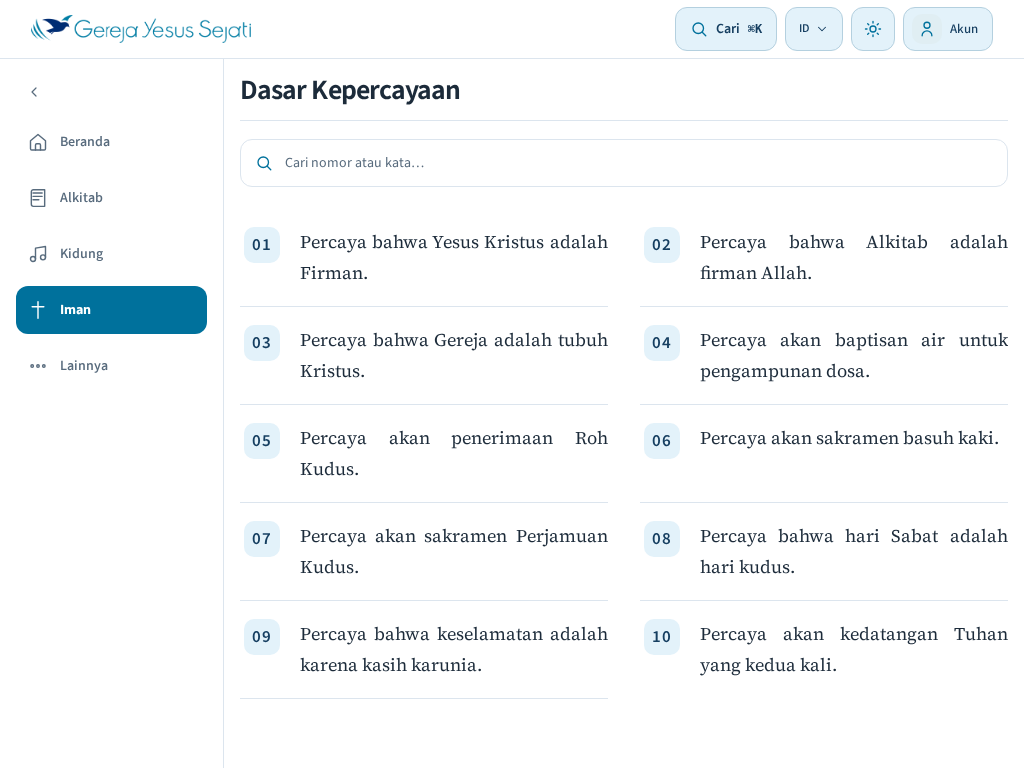 Gereja Yesus Sejati
Cari ⌘K
ID
Akun
Beranda
Alkitab
Kidung
Iman
Lainnya
Dasar Kepercayaan
Cari nomor atau kata…
01
Percaya bahwa Yesus Kristus adalah
Firman.
02
Percaya bahwa Alkitab adalah
firman Allah.
03
Percaya bahwa Gereja adalah tubuh
Kristus.
04
Percaya akan baptisan air untuk
pengampunan dosa.
05
Percaya akan penerimaan Roh
Kudus.
06
Percaya akan sakramen basuh kaki.
07
Percaya akan sakramen Perjamuan
Kudus.
08
Percaya bahwa hari Sabat adalah
hari kudus.
09
Percaya bahwa keselamatan adalah
karena kasih karunia.
10
Percaya akan kedatangan Tuhan
yang kedua kali.